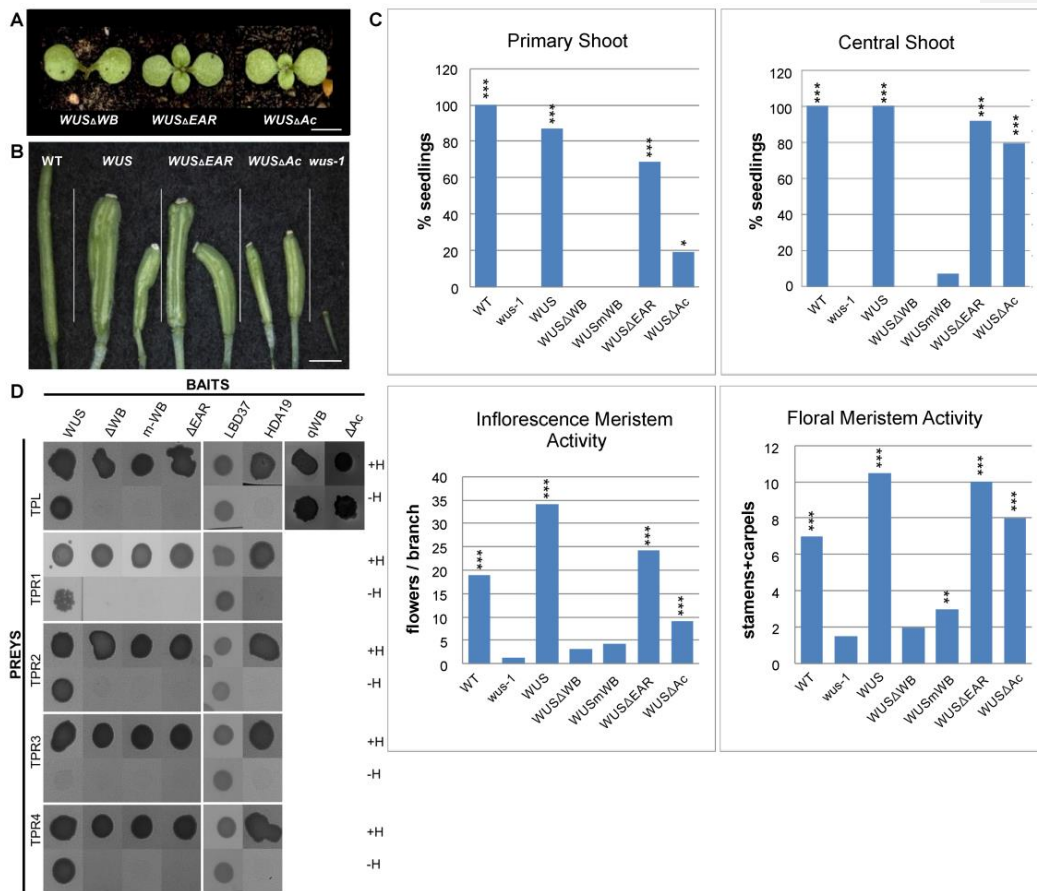 A
WUSΔWB WUSΔEAR WUSΔAc
B
WT WUS WUSΔEAR WUSΔAc wus-1
C
Primary Shoot
% seedlings
120
100
80
60
40
20
0
***
***
***
*
WT wus-1 WUS WUSΔWB WUSmWB WUSΔEAR WUSΔAc
Central Shoot
% seedlings
120
100
80
60
40
20
0
***
***
***
***
WT wus-1 WUS WUSΔWB WUSmWB WUSΔEAR WUSΔAc
Inflorescence Meristem
Activity
flowers / branch
40
35
30
25
20
15
10
5
0
***
***
***
***
WT wus-1 WUS WUSΔWB WUSmWB WUSΔEAR WUSΔAc
Floral Meristem Activity
stamens+carpels
12
10
8
6
4
2
0
***
***
**
***
***
WT wus-1 WUS WUSΔWB WUSmWB WUSΔEAR WUSΔAc
D
BAITS
WUS ΔWB m-WB ΔEAR LBD37 HDA19 qWB ΔAc
PREYS
TPL +H
-H
TPR1 +H
-H
TPR2 +H
-H
TPR3 +H
-H
TPR4 +H
-H